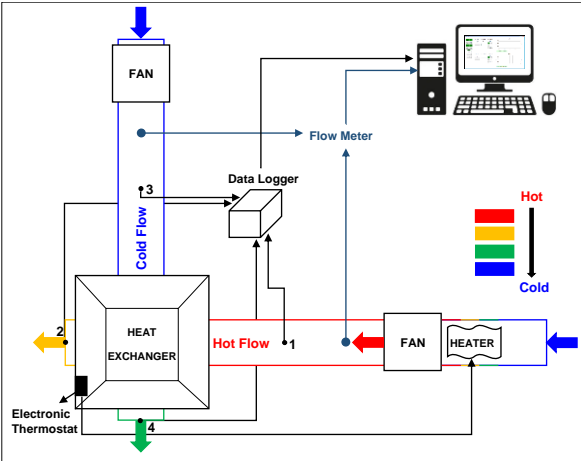 FAN
Flow Meter
3
Data Logger
Cold Flow
Hot
Cold
2
HEAT
EXCHANGER
Hot Flow
1
FAN
HEATER
Electronic
Thermostat
4